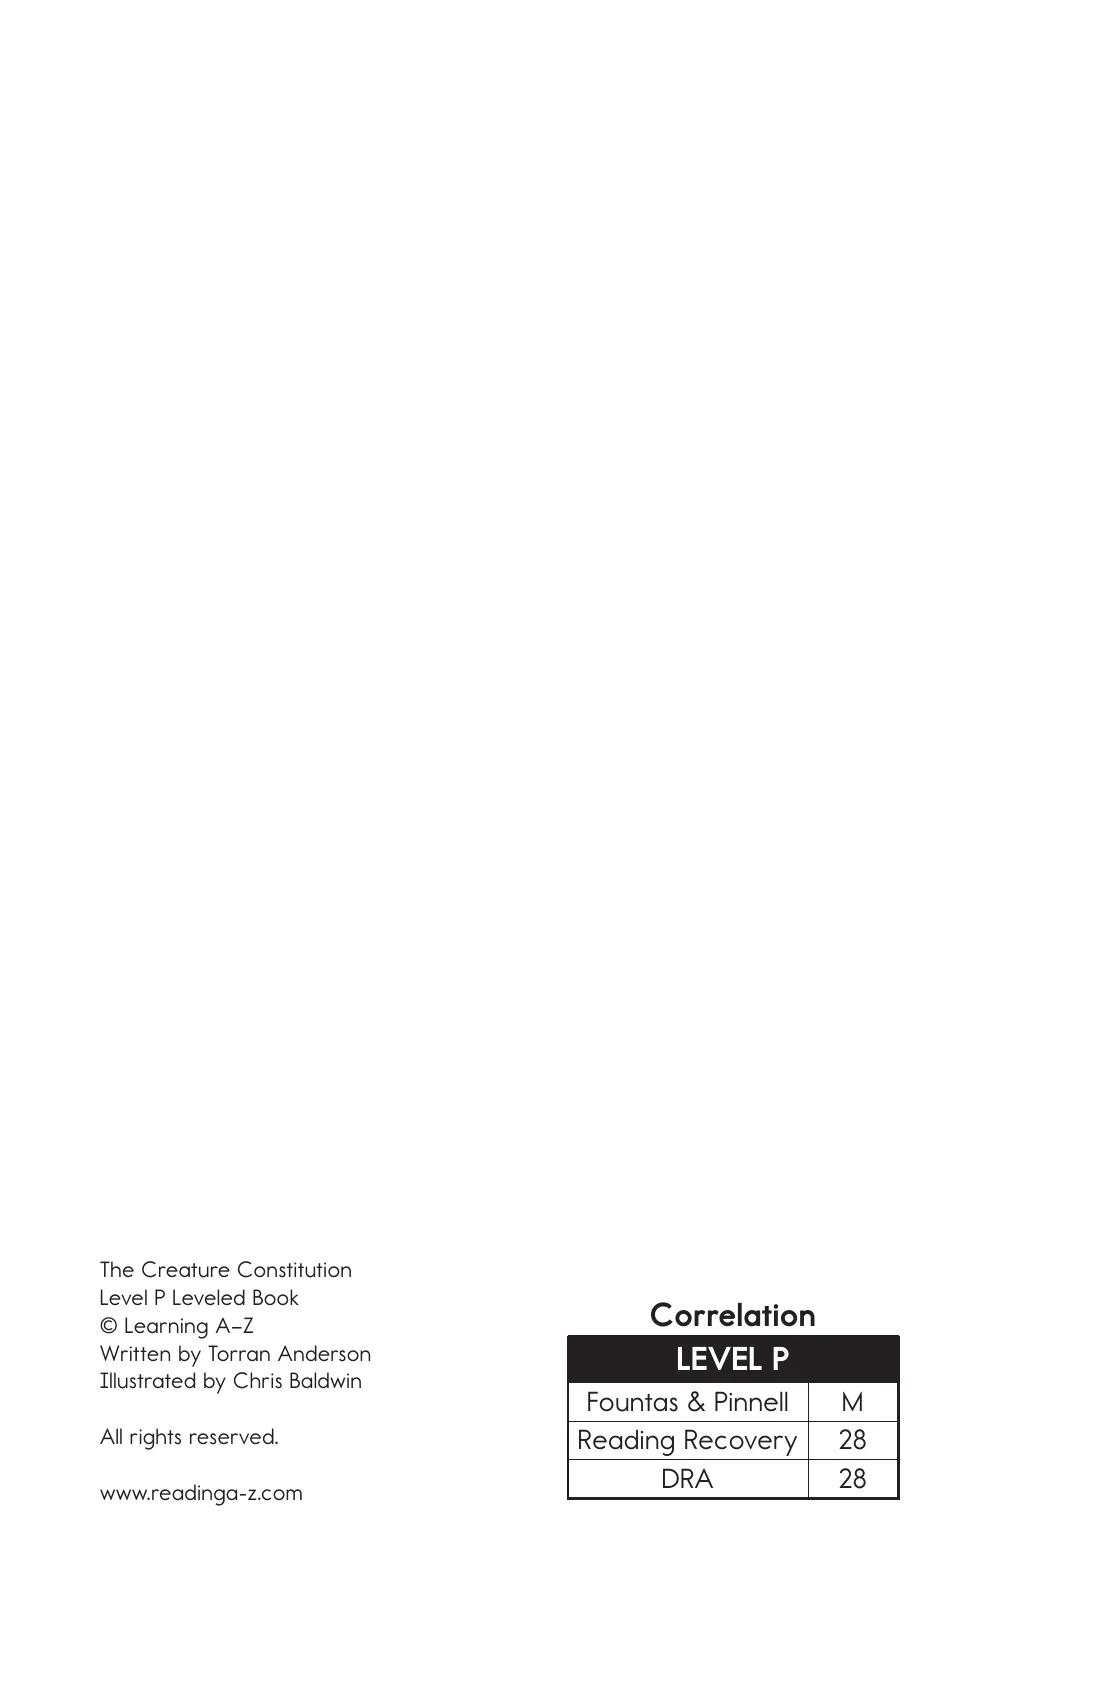 The Creature Constitution
Level P Leveled Book
© Learning A–Z
Written by Torran Anderson
Illustrated by Chris Baldwin
All rights reserved.
www.readinga-z.com
Correlation
LEVEL P
Fountas & Pinnell M
Reading Recovery 28
DRA 28